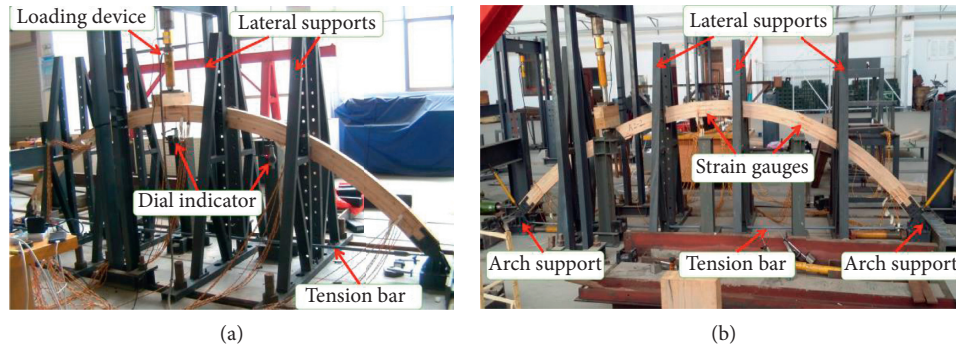 Loading device
Lateral supports
Dial indicator
Tension bar
(a)
Lateral supports
Strain gauges
Arch support
Tension bar
Arch support
(b)